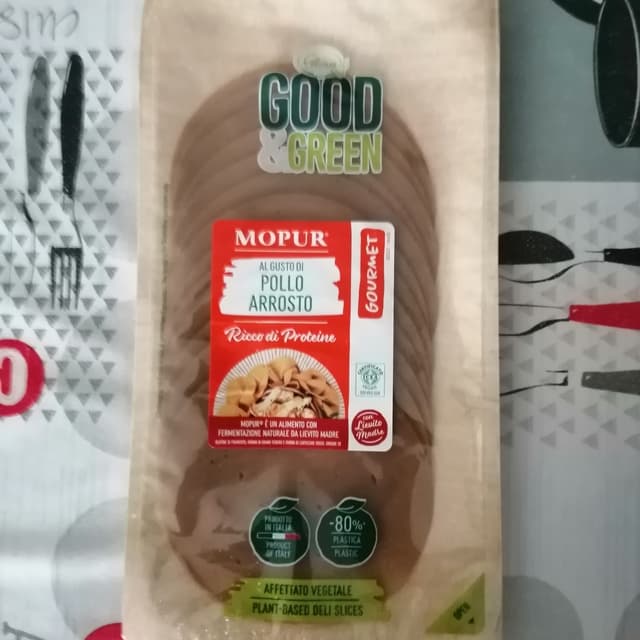 GOOD
&GREEN
MOPUR®
AL GUSTO DI
POLLO
ARROSTO
GOURMET
Ricco di Proteine
MOPUR® È UN ALIMENTO CON
FERMENTAZIONE NATURALE DA LIEVITO MADRE
con
Lievito
Madre
PRODOTTO
IN ITALIA
PRODUCT
OF ITALY
-80%*
PLASTICA
PLASTIC
AFFETTATO VEGETALE
PLANT-BASED DELI SLICES
OPEN